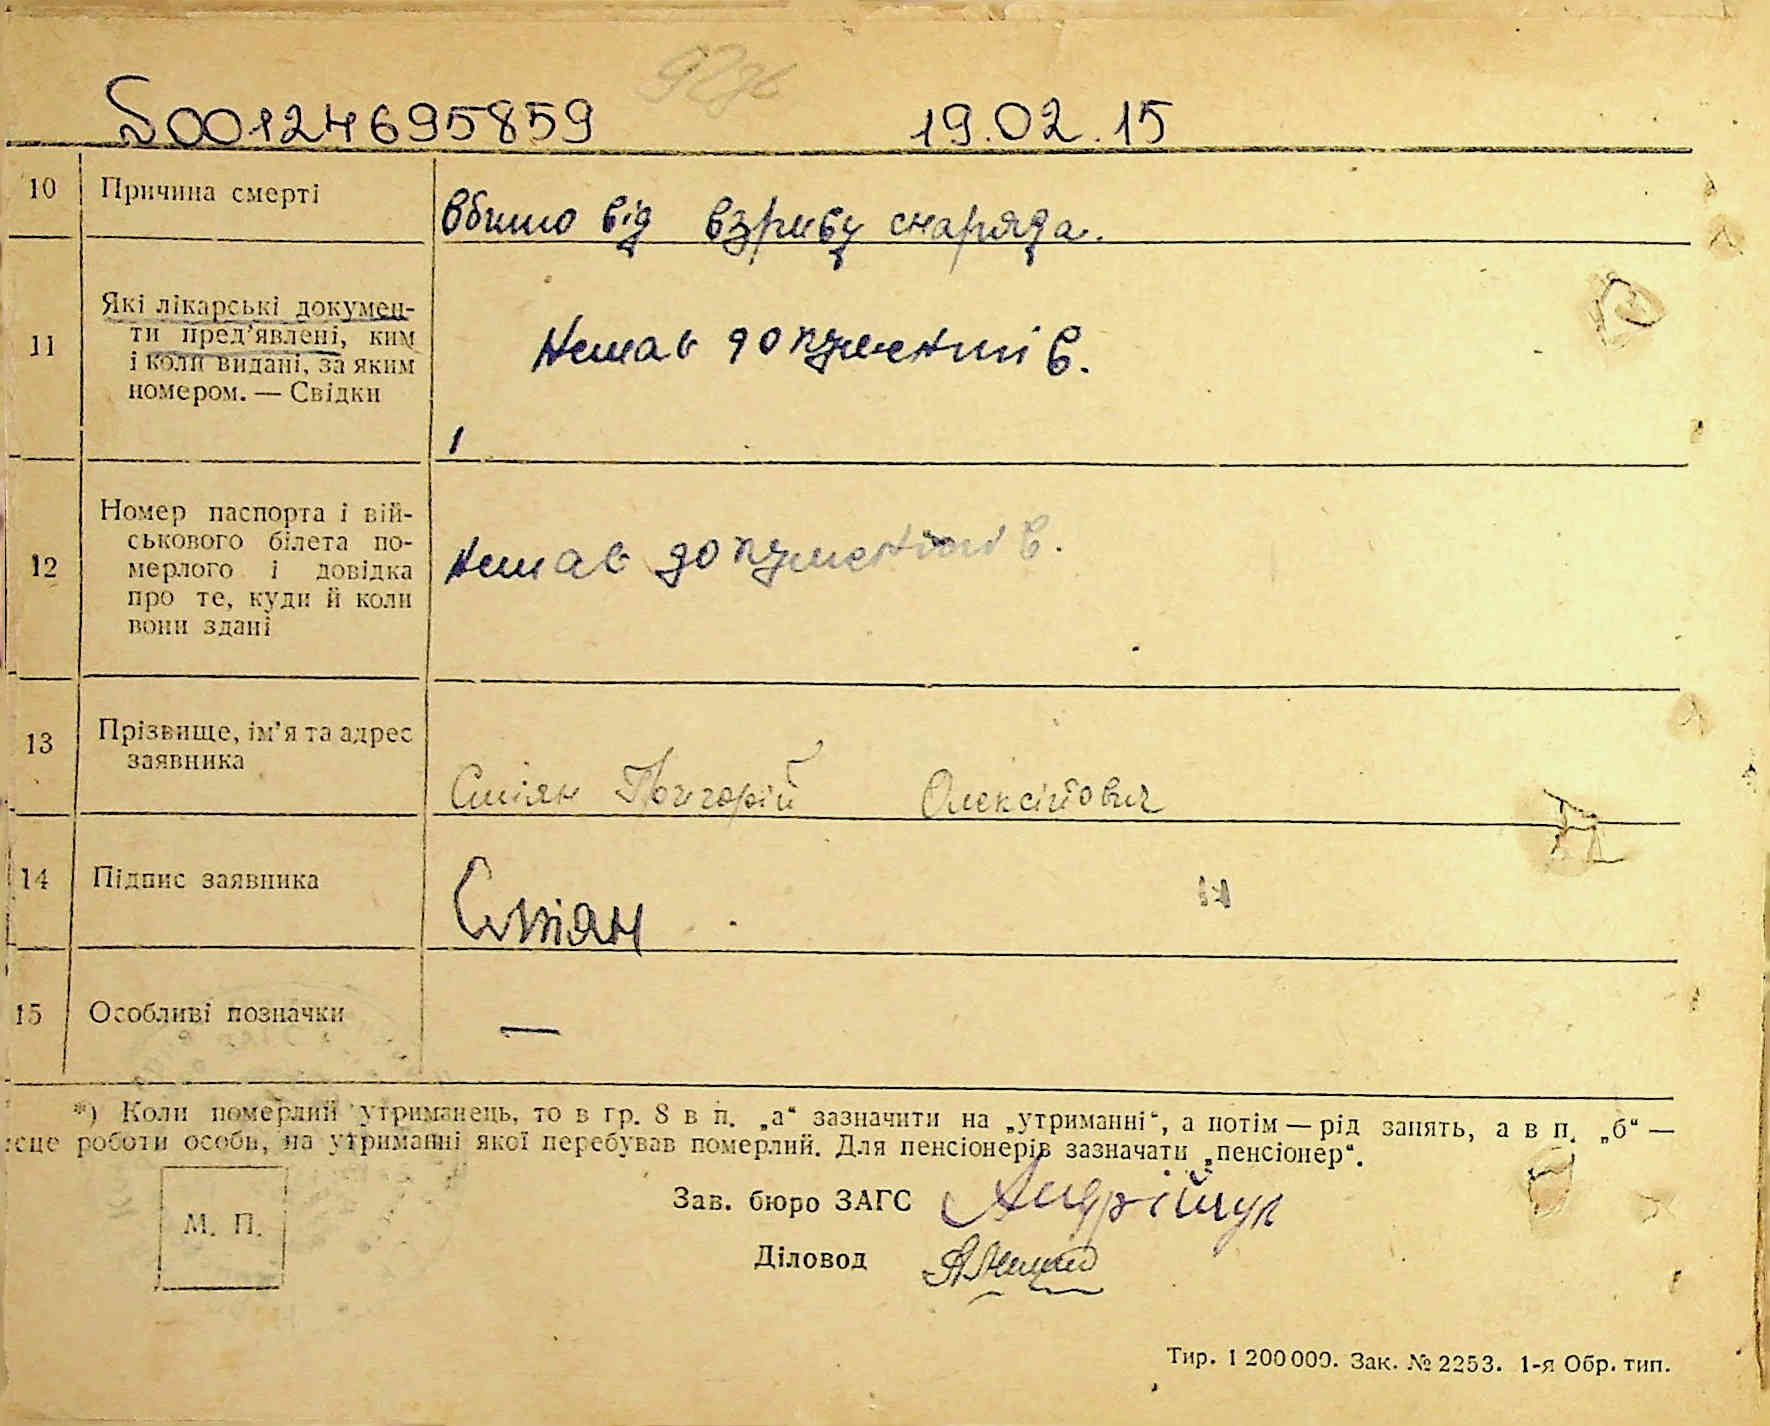 S00124695859 19.02.15
10 Причина смерті Вбито від взриву снаряда.
11 Які лікарські докумен-
ти пред’явлені, ким
і коли видані, за яким
номером. — Свідки
Немає документів.
12 Номер паспорта і вій-
ськового білета по-
мерлого і довідка
про те, куди й коли
вони здані
Немає документів.
13 Прізвище, ім’я та адрес
заявника
Сміян Григорій Олексійович
14 Підпис заявника Сміян
15 Особливі позначки —
*) Коли померлий утриманець, то в гр. 8 в п. „а“ зазначити на „утриманні“, а потім — рід занять, а в п. „б“ —
роботи особи, на утриманні якої перебував померлий. Для пенсіонерів зазначати „пенсіонер“.
М. П.
Зав. бюро ЗАГС Андрійчук
Діловод
Тир. 1 200 000. Зак. № 2253. 1-я Обр. тип.